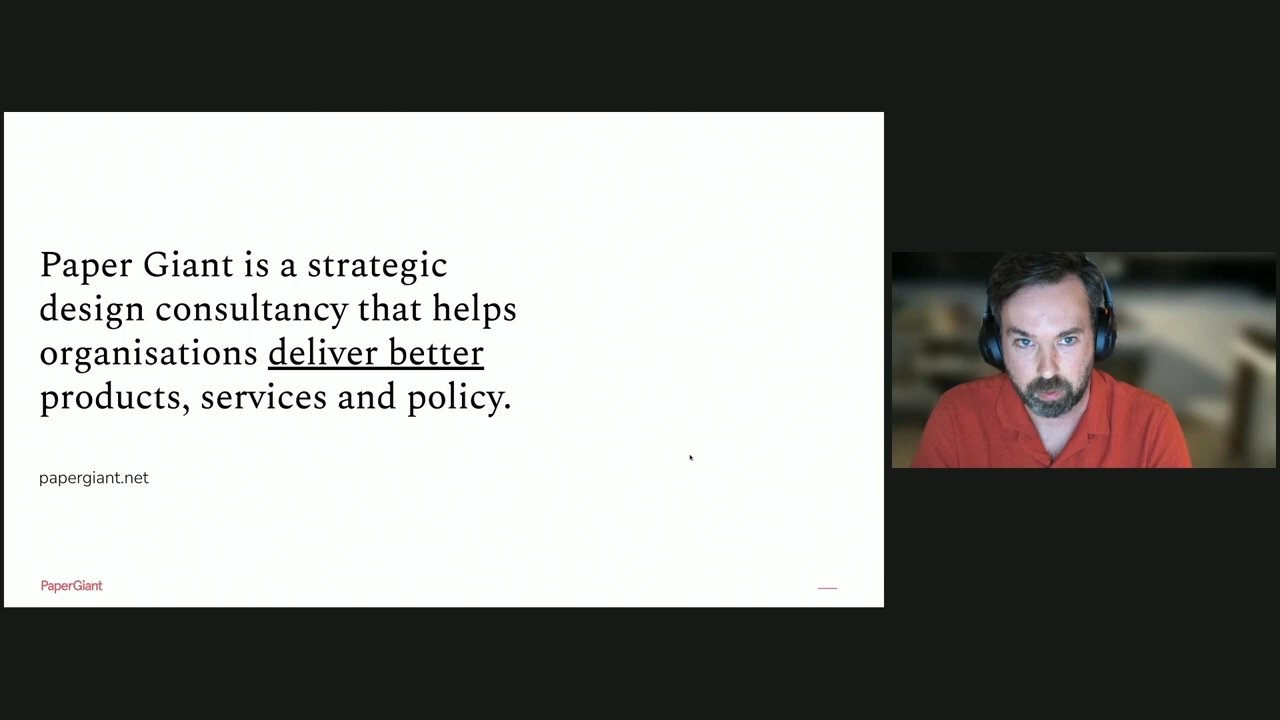 Paper Giant is a strategic
design consultancy that helps
organisations deliver better
products, services and policy.
papergiant.net
PaperGiant